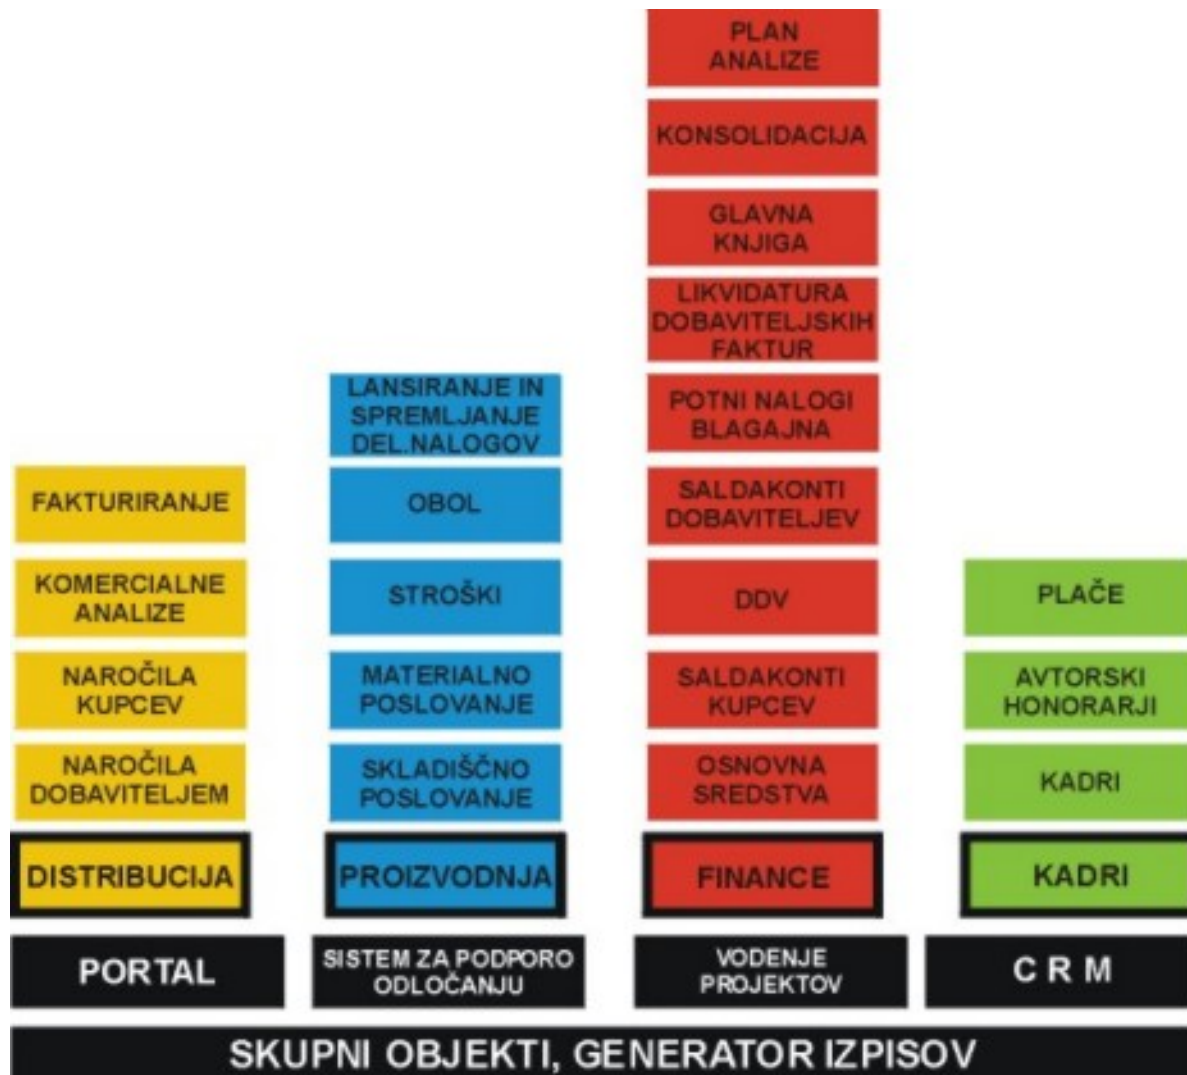 FAKTURIRANJE
KOMERCIALNE
ANALIZE
NAROČILA
KUPCEV
NAROČILA
DOBAVITELJEM
DISTRIBUCIJA
LANSIRANJE IN
SPREMLJANJE
DEL.NALOGOV
OBOL
STROŠKI
MATERIALNO
POSLOVANJE
SKLADIŠČNO
POSLOVANJE
PROIZVODNJA
PLAN
ANALIZE
KONSOLIDACIJA
GLAVNA
KNJIGA
LIKVIDATURA
DOBAVITELJSKIH
FAKTUR
POTNI NALOGI
BLAGAJNA
SALDAKONTI
DOBAVITELJEV
DDV
SALDAKONTI
KUPCEV
OSNOVNA
SREDSTVA
FINANCE
PLAČE
AVTORSKI
HONORARJI
KADRI
KADRI
PORTAL
SISTEM ZA PODPORO
ODLOČANJU
VODENJE
PROJEKTOV
C R M
SKUPNI OBJEKTI, GENERATOR IZPISOV